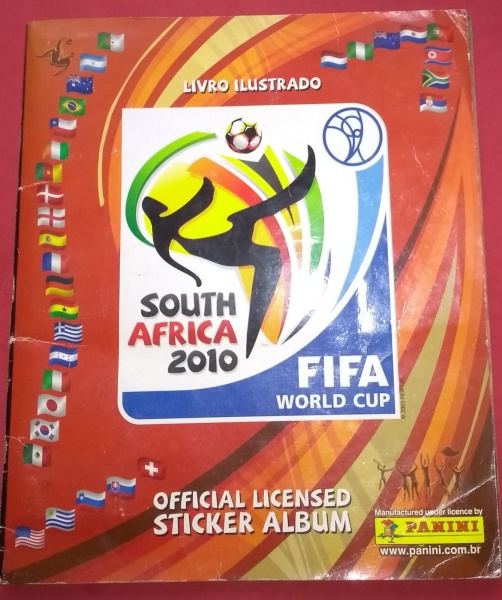 LIVRO ILUSTRADO
SOUTH
AFRICA
2010
FIFA
WORLD CUP
OFFICIAL LICENSED
STICKER ALBUM
Manufactured under licence by
PANINI
www.panini.com.br